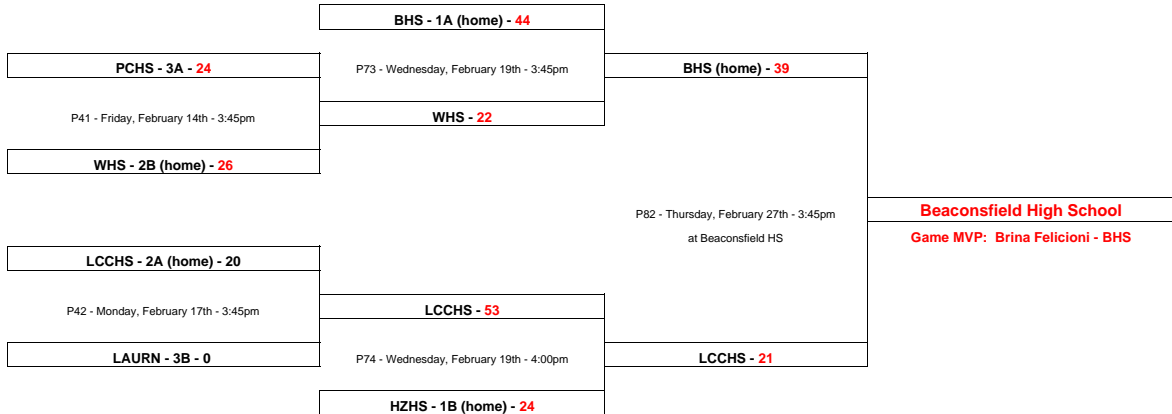 BHS - 1A (home) - 44
PCHS - 3A - 24
P73 - Wednesday, February 19th - 3:45pm
BHS (home) - 39
P41 - Friday, February 14th - 3:45pm
WHS - 22
WHS - 2B (home) - 26
P82 - Thursday, February 27th - 3:45pm
at Beaconsfield HS
Beaconsfield High School
Game MVP:  Brina Felicioni - BHS
LCCHS - 2A (home) - 20
P42 - Monday, February 17th - 3:45pm
LCCHS - 53
LAURN - 3B - 0
P74 - Wednesday, February 19th - 4:00pm
LCCHS - 21
HZHS - 1B (home) - 24